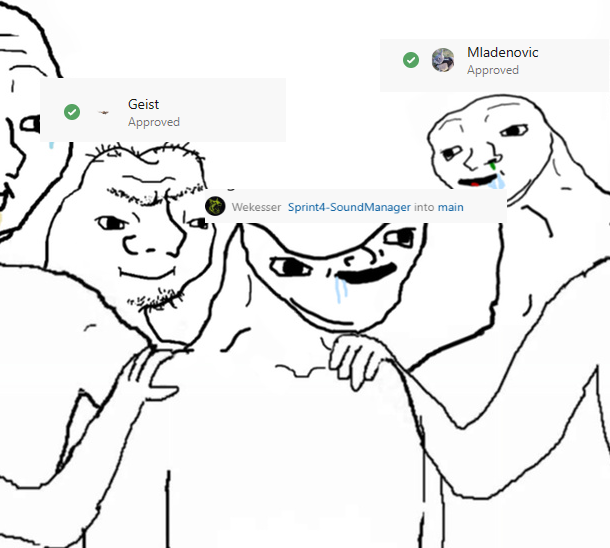 Mladenovic
Approved
Geist
Approved
Wekesser Sprint4-SoundManager into main